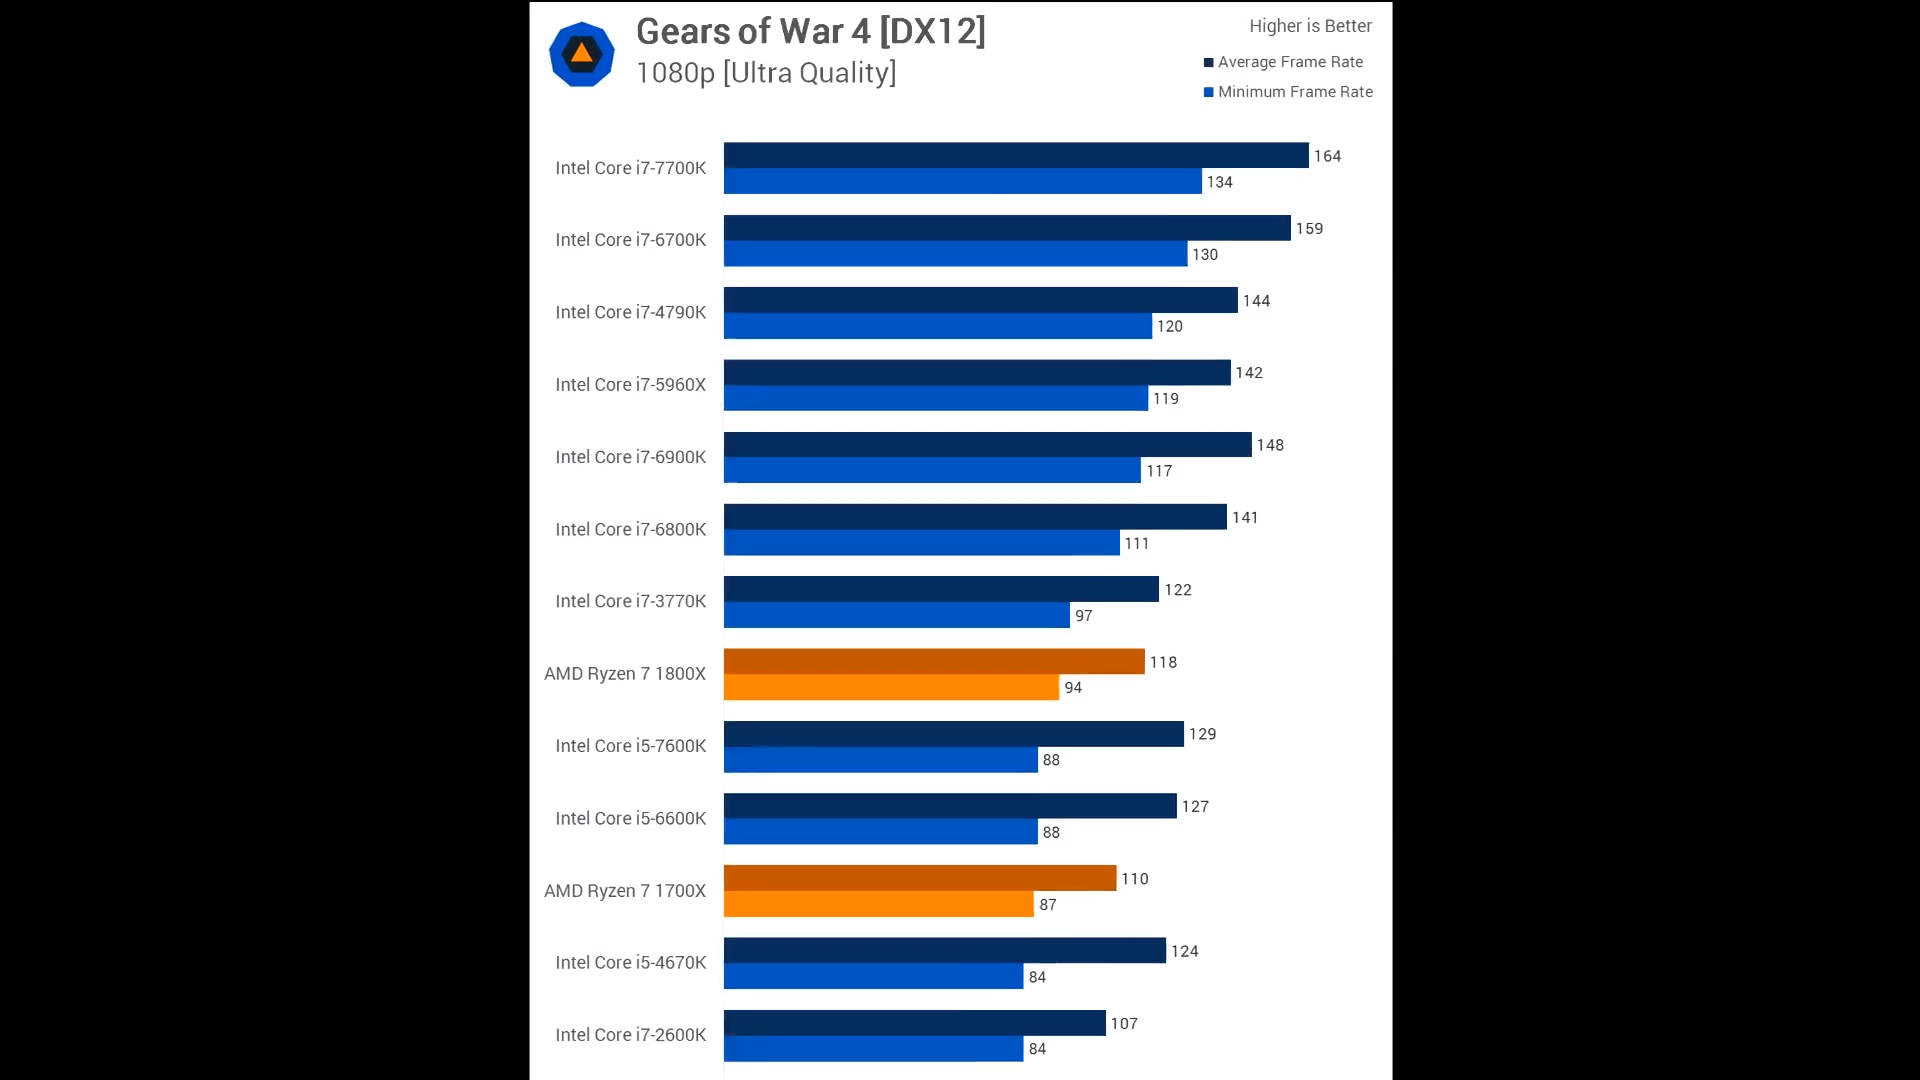 Gears of War 4 [DX12]
1080p [Ultra Quality]
Higher is Better
Average Frame Rate
Minimum Frame Rate
Intel Core i7-7700K
164
134
Intel Core i7-6700K
159
130
Intel Core i7-4790K
144
120
Intel Core i7-5960X
142
119
Intel Core i7-6900K
148
117
Intel Core i7-6800K
141
111
Intel Core i7-3770K
122
97
AMD Ryzen 7 1800X
118
94
Intel Core i5-7600K
129
88
Intel Core i5-6600K
127
88
AMD Ryzen 7 1700X
110
87
Intel Core i5-4670K
124
84
Intel Core i7-2600K
107
84